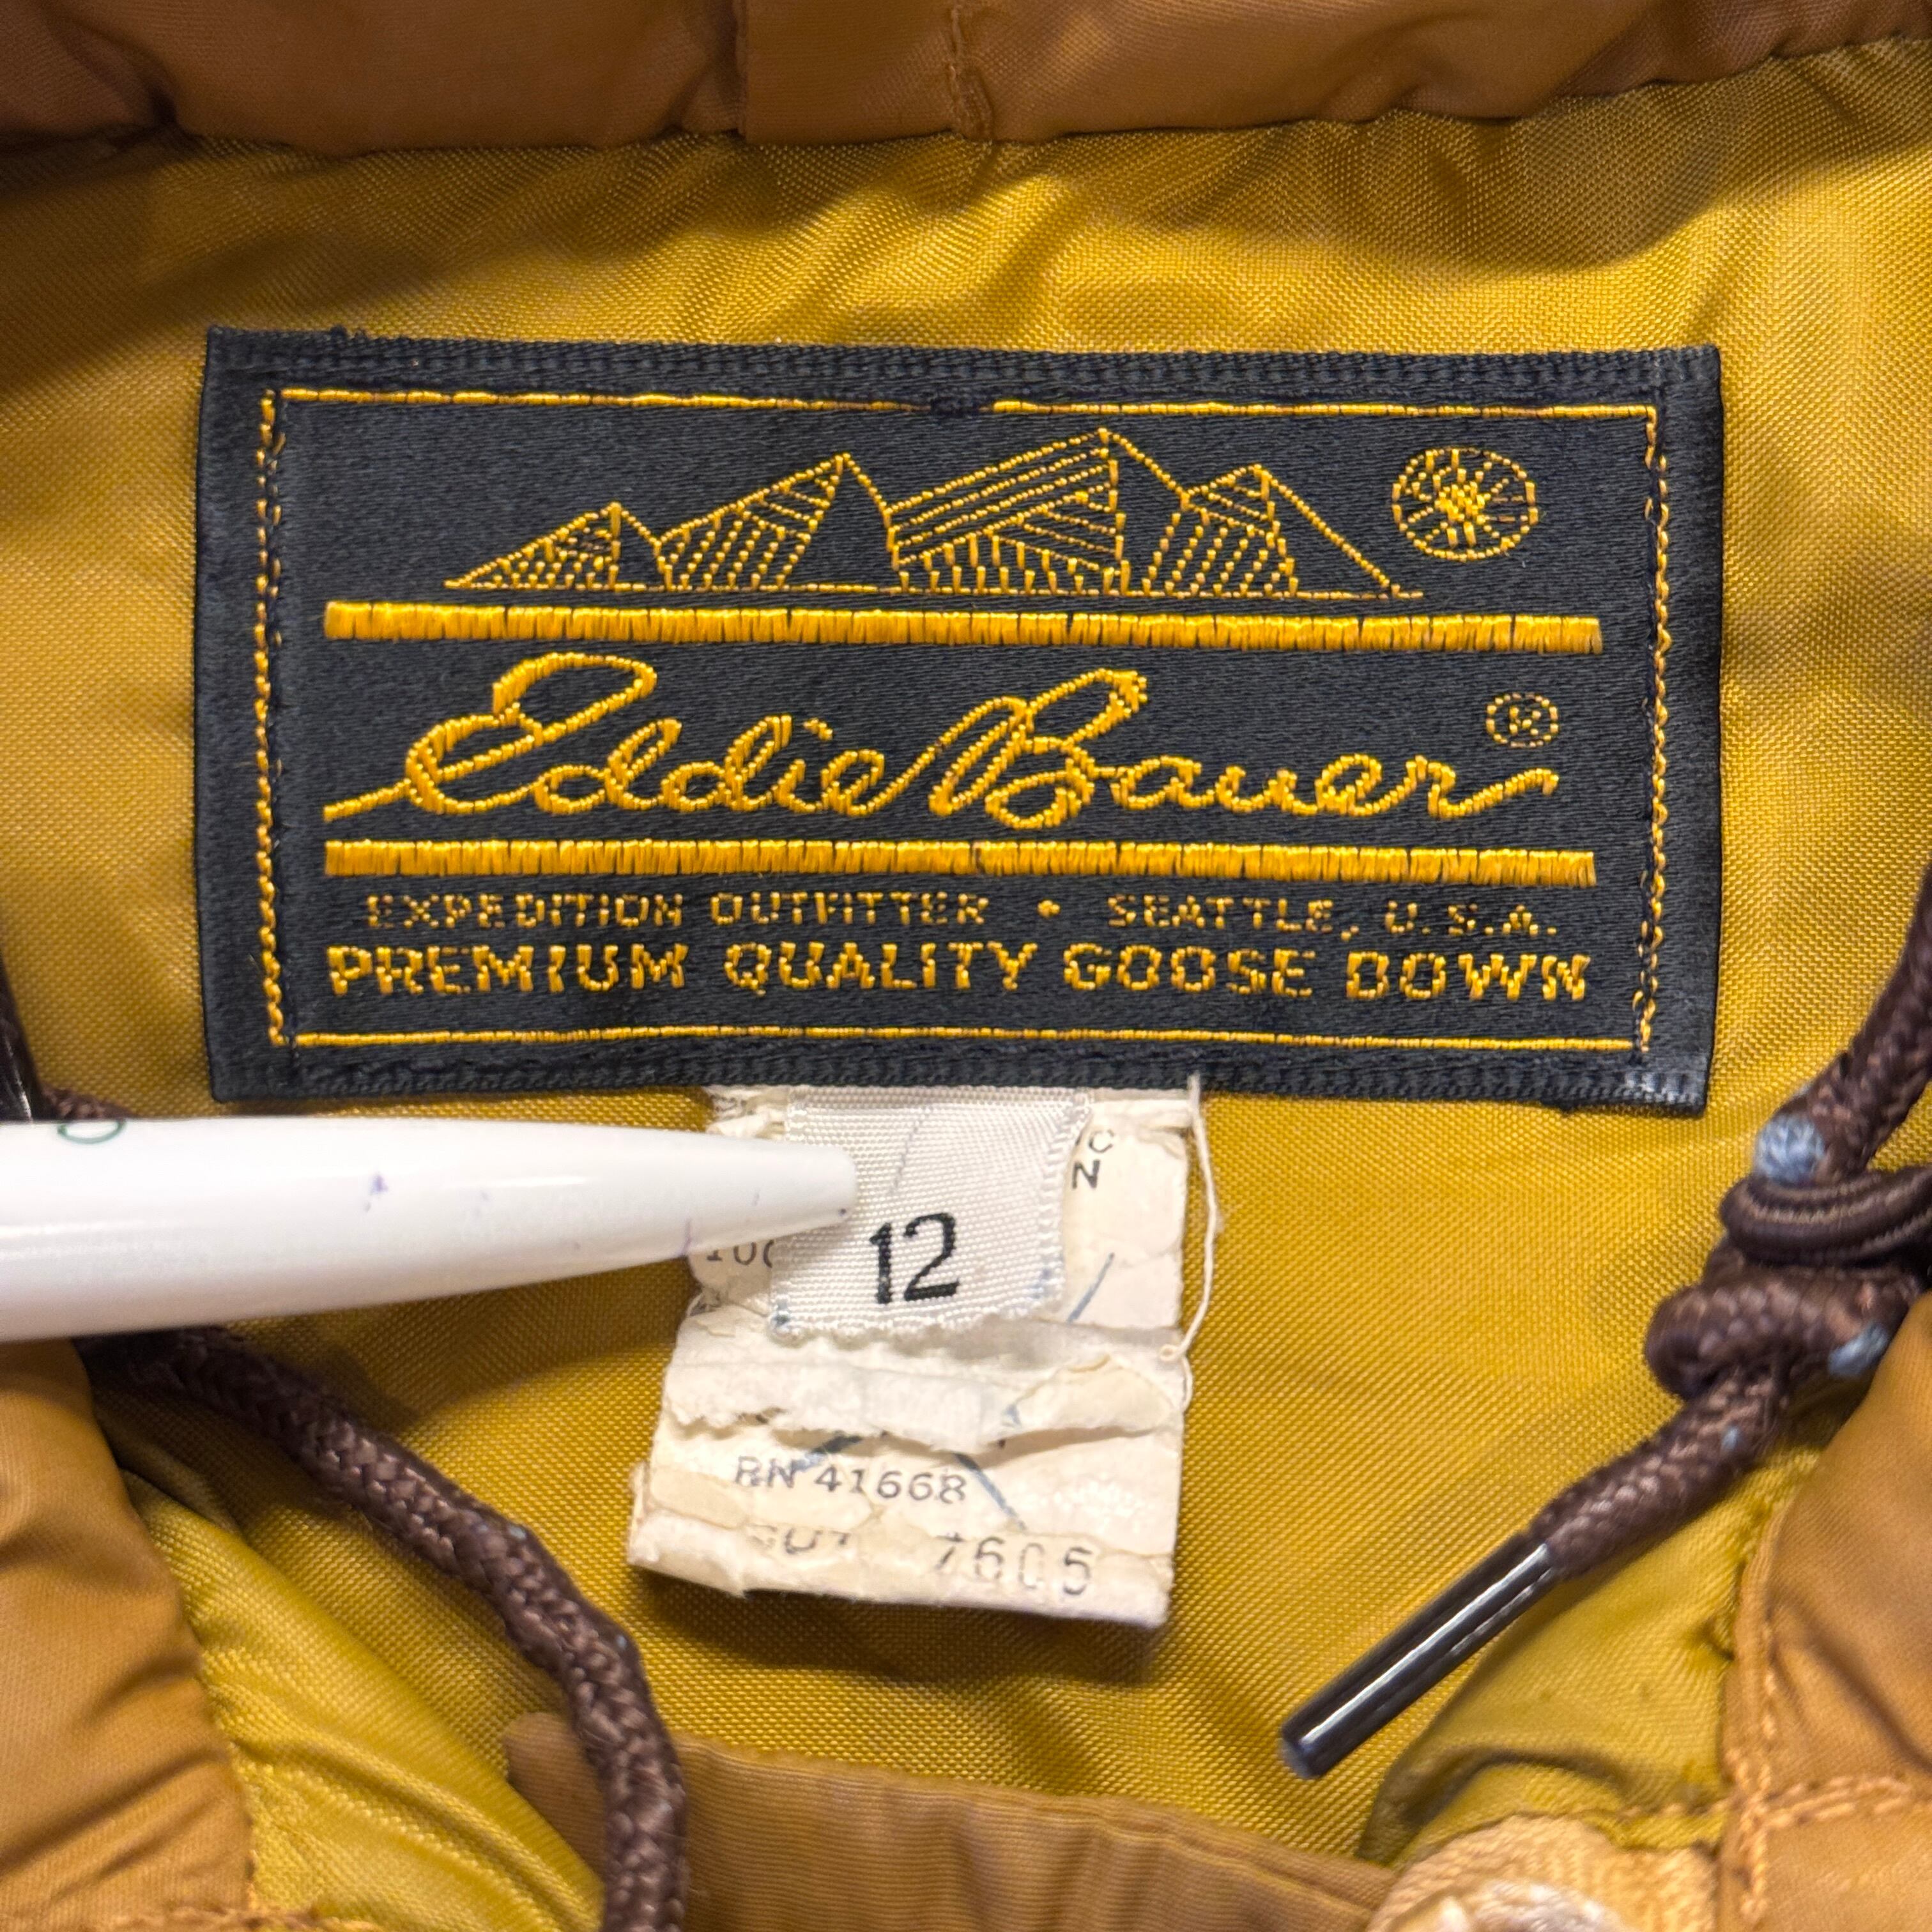 Eddie Bauer ®
EXPEDITION OUTFITTER • SEATTLE, U.S.A.
PREMIUM QUALITY GOOSE DOWN
12
RN 41668
7605